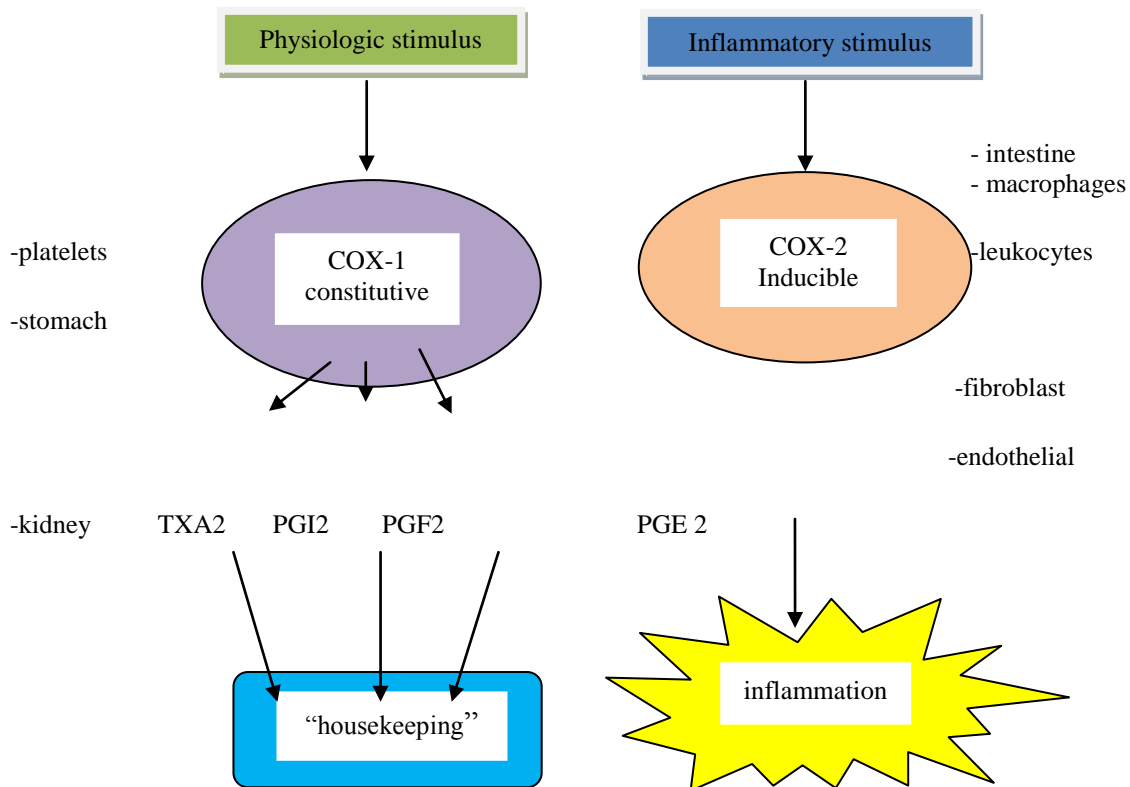 Physiologic stimulus
Inflammatory stimulus
- intestine
- macrophages
-platelets
COX-1
constitutive
COX-2
Inducible
-leukocytes
-stomach
-fibroblast
-endothelial
-kidney TXA2 PGI2 PGF2 PGE 2
“housekeeping”
inflammation